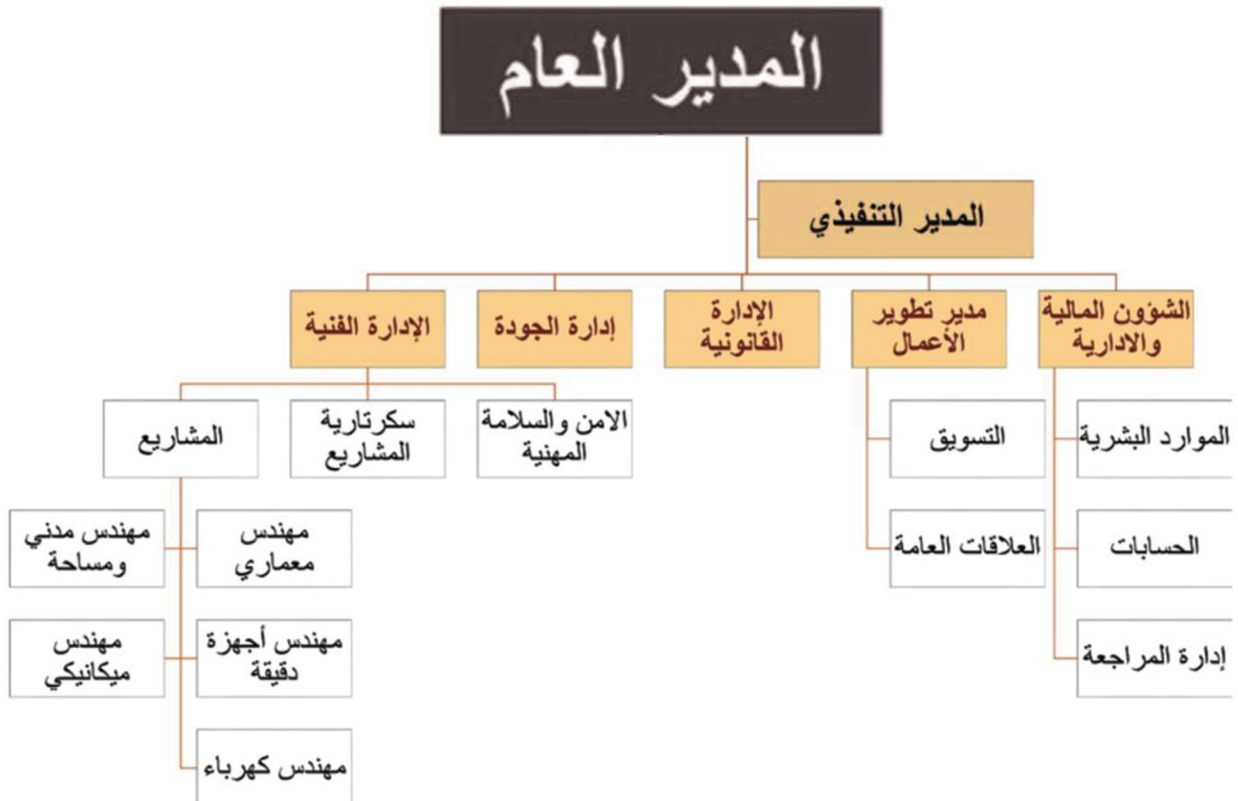 المدير العام
المدير التنفيذي
الشؤون المالية
والادارية
مدير تطوير
الأعمال
الإدارة
القانونية
إدارة الجودة
الإدارة الفنية
الموارد البشرية
الحسابات
إدارة المراجعة
التسويق
العلاقات العامة
الامن والسلامة
المهنية
سكرتارية
المشاريع
المشاريع
مهندس
معماري
مهندس مدني
ومساحة
مهندس أجهزة
دقيقة
مهندس
ميكانيكي
مهندس كهرباء